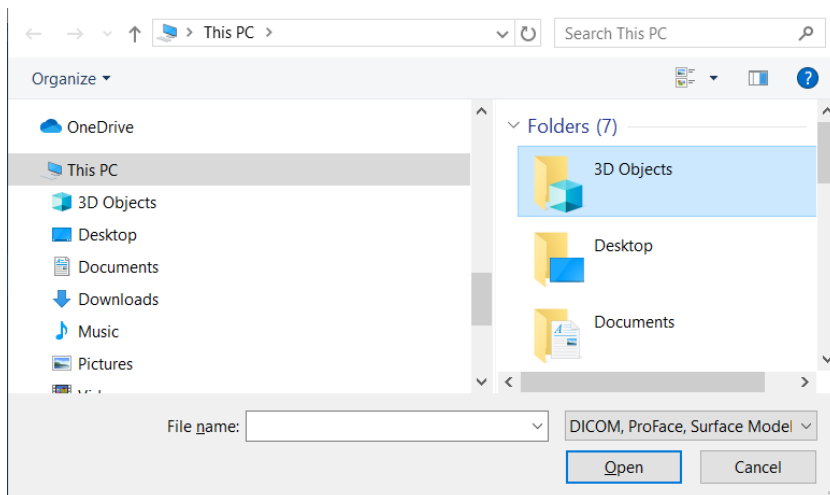 This PC
Search This PC
Organize
OneDrive
This PC
3D Objects
Desktop
Documents
Downloads
Music
Pictures
Folders (7)
3D Objects
Desktop
Documents
File name:
DICOM, ProFace, Surface Model
Open
Cancel